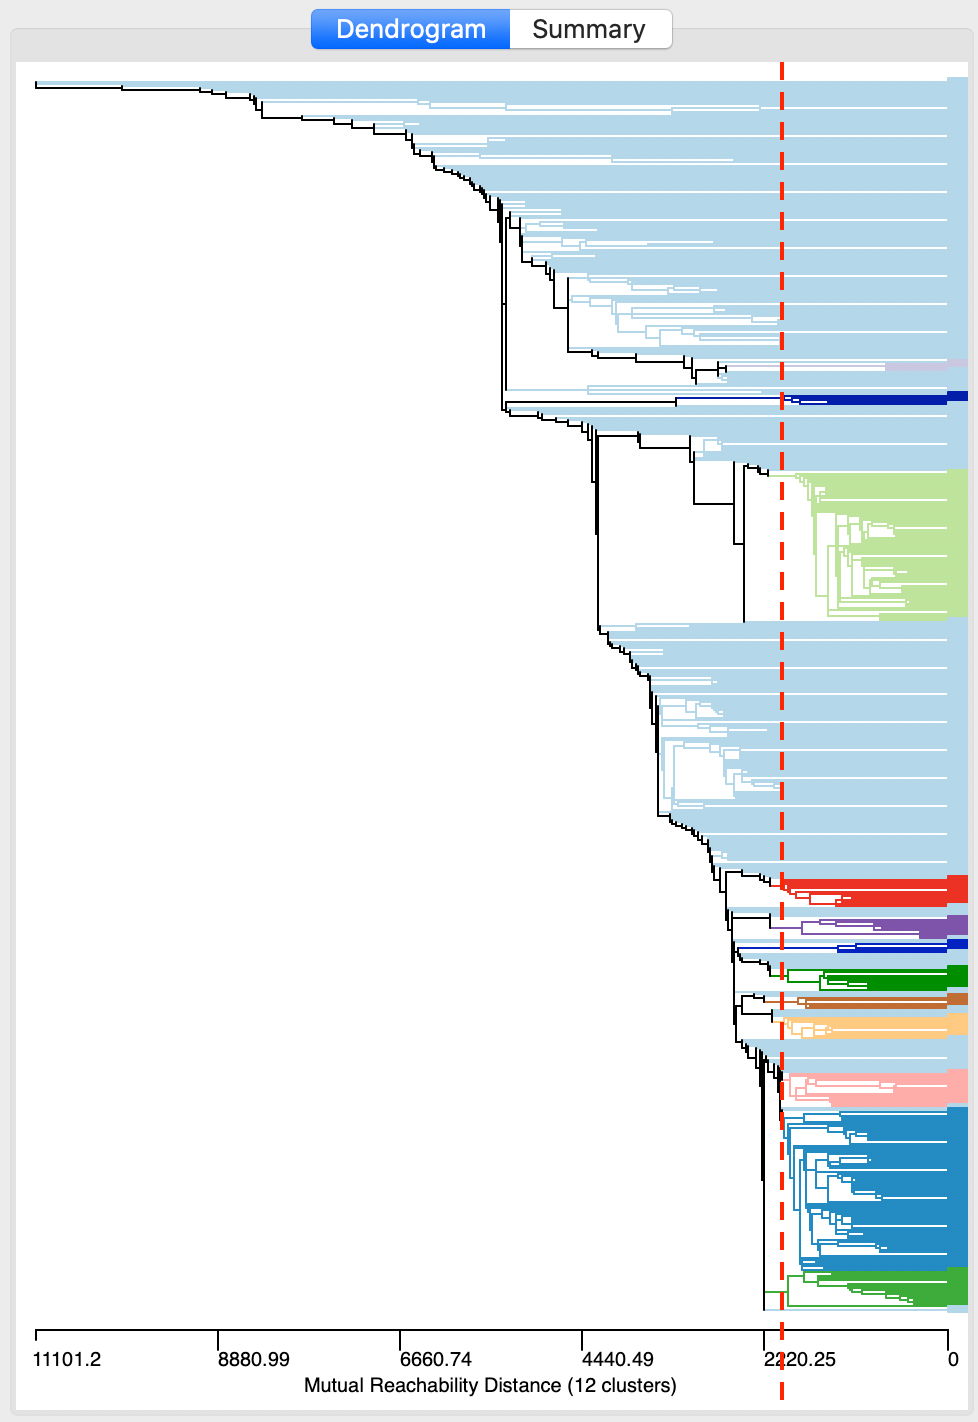 Dendrogram Summary
11101.2 8880.99 6660.74 4440.49 2220.25 0
Mutual Reachability Distance (12 clusters)